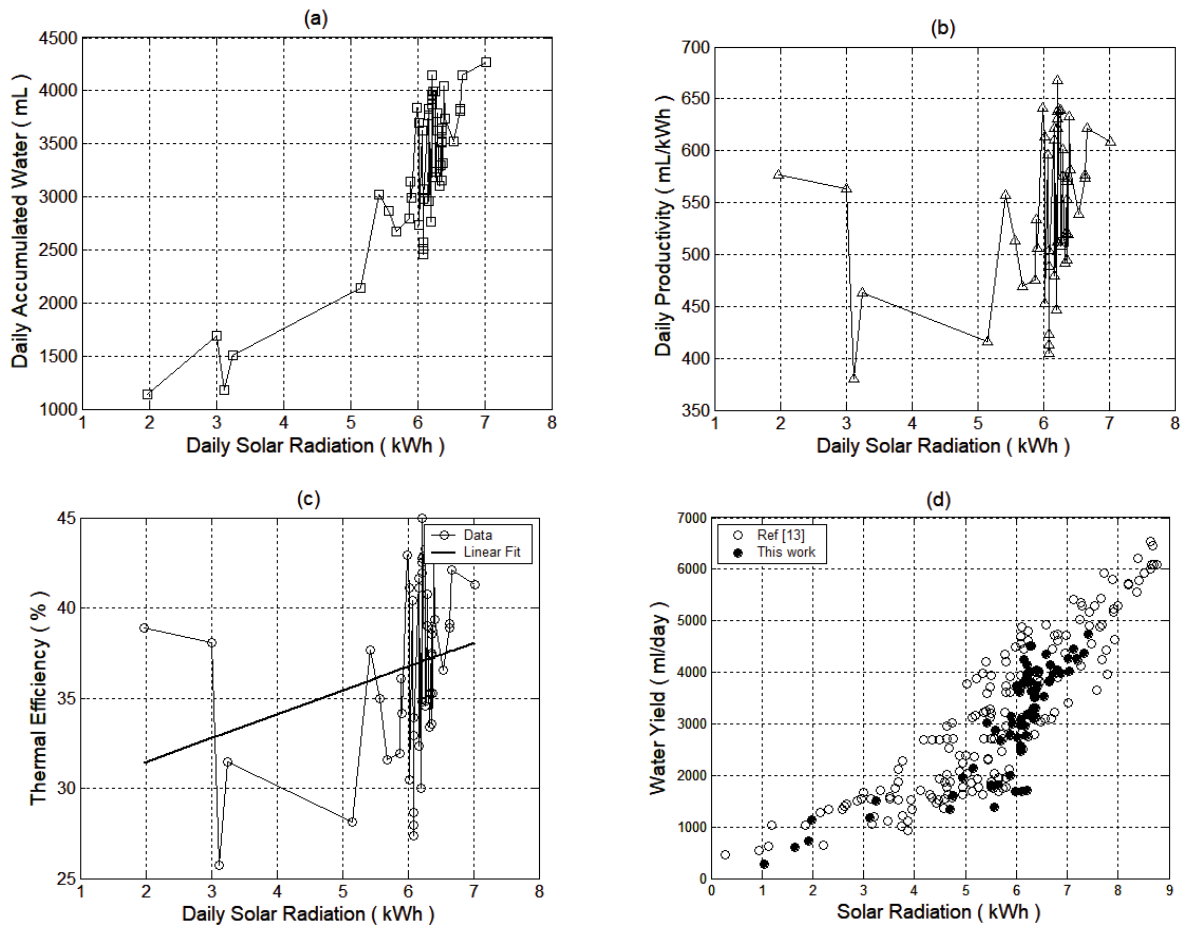 (a)
4500
4000
3500
3000
2500
2000
1500
1000
Daily Accumulated Water ( mL )
1 2 3 4 5 6 7 8
Daily Solar Radiation ( kWh )
(b)
700
650
600
550
500
450
400
350
Daily Productivity ( mL/kWh )
1 2 3 4 5 6 7 8
Daily Solar Radiation ( kWh )
(c)
45
40
35
30
25
Thermal Efficiency ( % )
Data
Linear Fit
1 2 3 4 5 6 7 8
Daily Solar Radiation ( kWh )
(d)
7000
6000
5000
4000
3000
2000
1000
0
Water Yield ( ml/day )
Ref [13]
This work
0 1 2 3 4 5 6 7 8 9
Solar Radiation ( kWh )